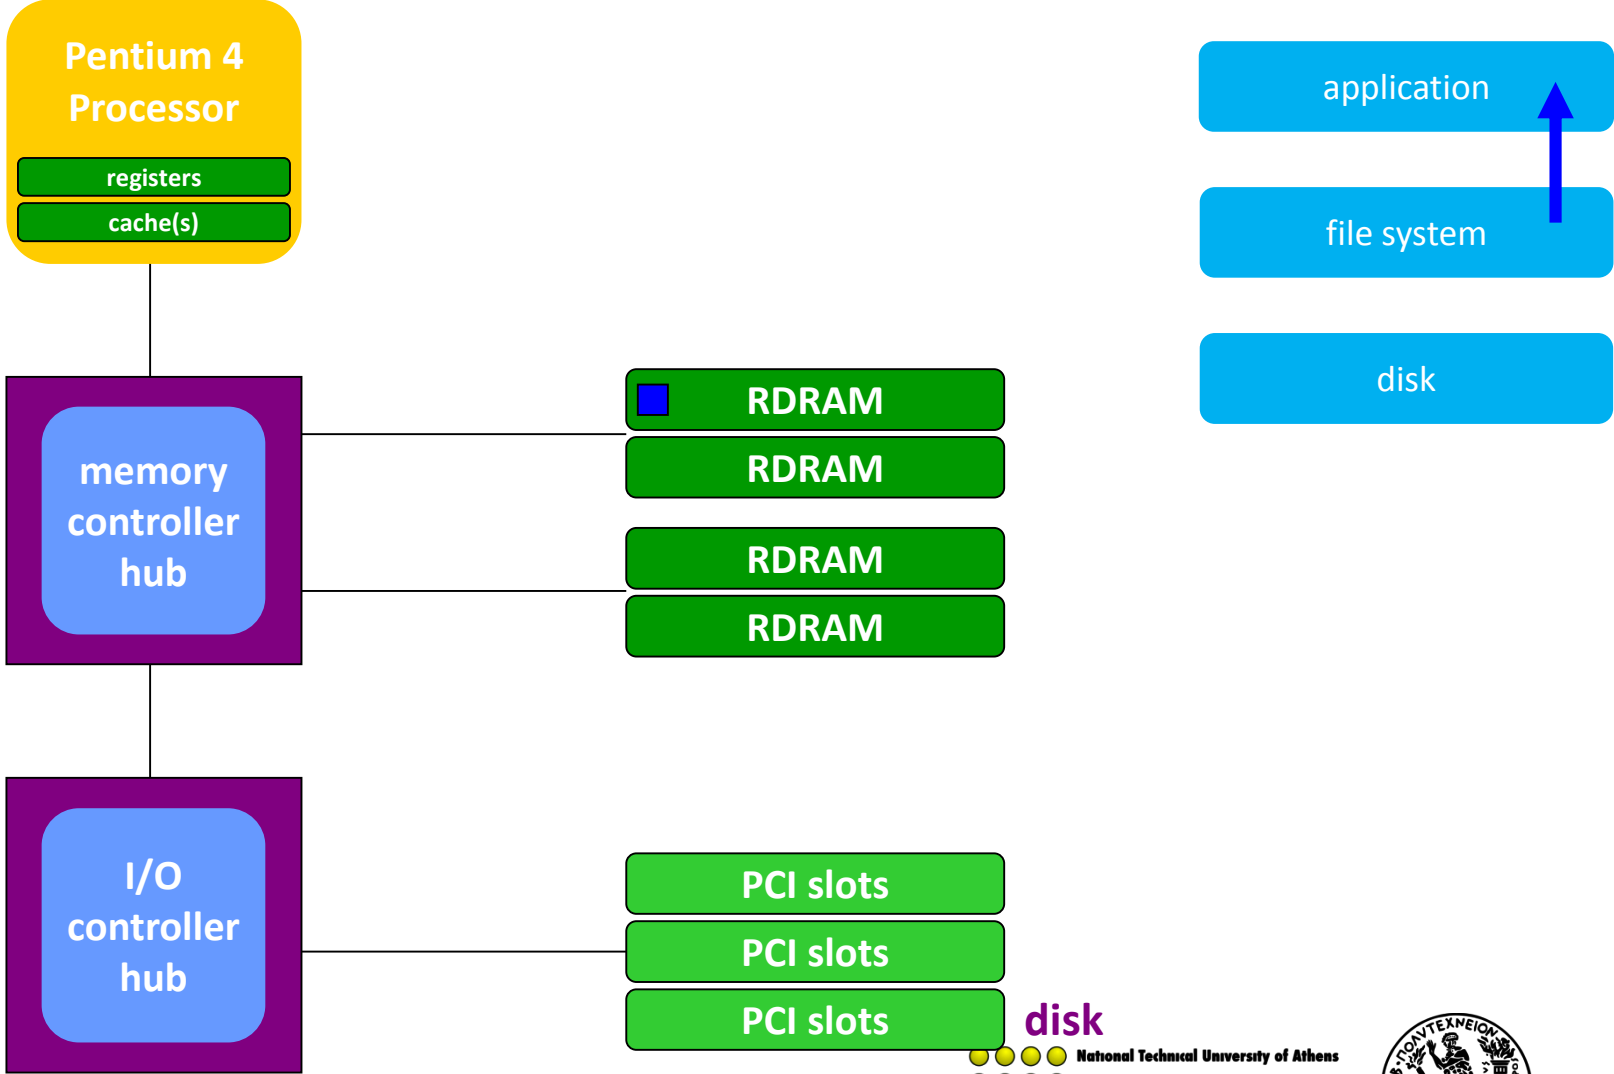 Pentium 4
Processor
registers
cache(s)
application
file system
disk
memory
controller
hub
RDRAM
RDRAM
RDRAM
RDRAM
I/O
controller
hub
PCI slots
PCI slots
PCI slots
disk
National Technical University of Athens